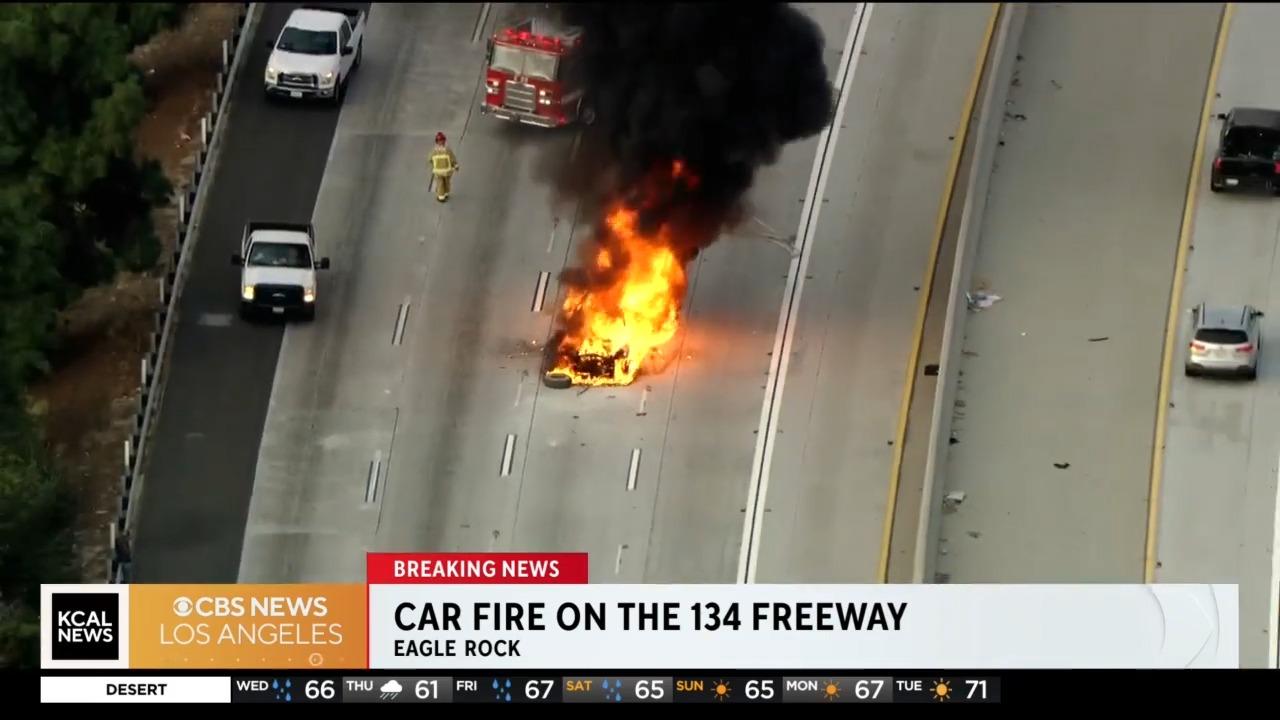 BREAKING NEWS
KCAL
NEWS
CBS NEWS
LOS ANGELES
CAR FIRE ON THE 134 FREEWAY
EAGLE ROCK
DESERT WED 66 THU 61 FRI 67 SAT 65 SUN 65 MON 67 TUE 71